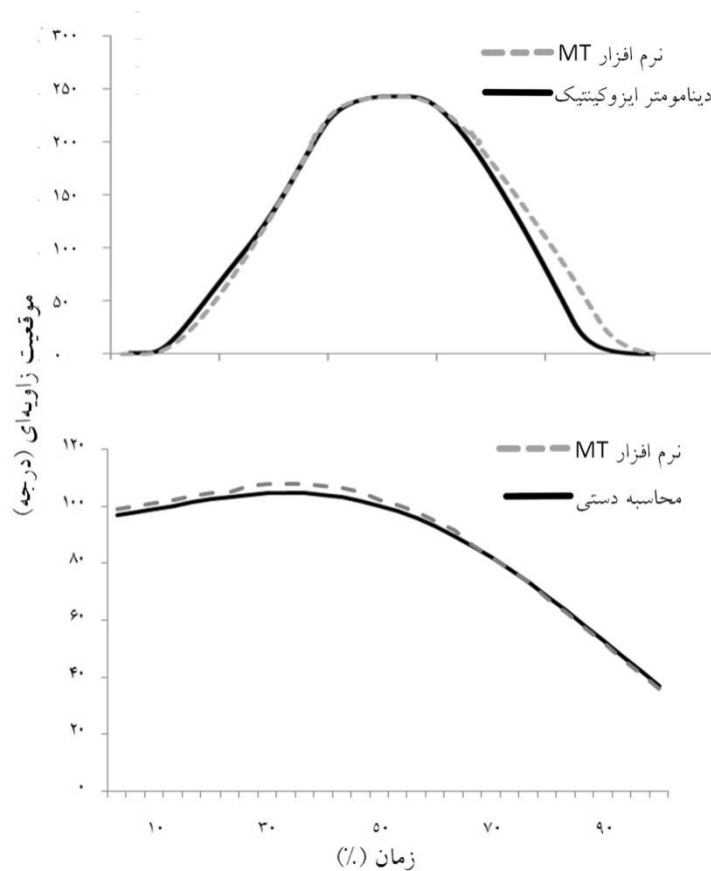 نرم افزار MT
دینامومتر ایزوکینتیک
۳۰۰
۲۵۰
۲۰۰
۱۵۰
۱۰۰
۵۰
۰
موقعیت زاویه‌ای (درجه)
نرم افزار MT
محاسبه دستی
۱۲۰
۱۰۰
۸۰
۶۰
۴۰
۲۰
۰
۱۰ ۳۰ ۵۰ ۷۰ ۹۰
زمان (%)